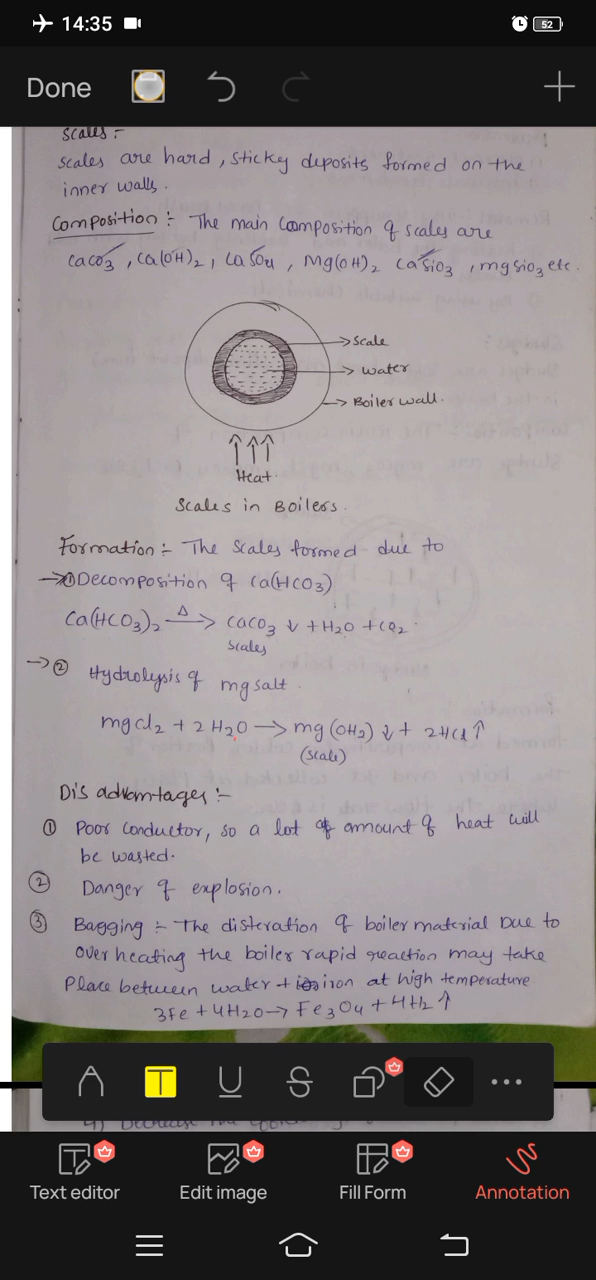 14:35
52
Done
Scales :-
Scales are hard, sticky deposits formed on the
inner walls.
Composition :- The main Composition of scales are
CaCO3, Ca(OH)2, CaSO4, Mg(OH)2 CaSiO3, mgSiO3 etc.
Scale
Water
Boiler wall.
Heat.
Scales in Boilers.
Formation :- The Scales formed due to
→① Decomposition of Ca(HCO3)
Ca(HCO3)2 —Δ→ CaCO3 ↓ + H2O + CO2.
Scales
→② Hydrolysis of mg salt.
mgcl2 + 2H2O → mg(OH2) ↓ + 2Hcl ↑
(Scale)
Dis advantages :-
① Poor conductor, so a lot of amount of heat will
be wasted.
② Danger of explosion.
③ Bagging :- The disteration of boiler material Due to
Over heating the boiler rapid reaction may take
Place between water + iron at high temperature
3Fe + 4H2O → Fe3O4 + 4H2 ↑
T
U
S
Text editor
Edit image
Fill Form
Annotation